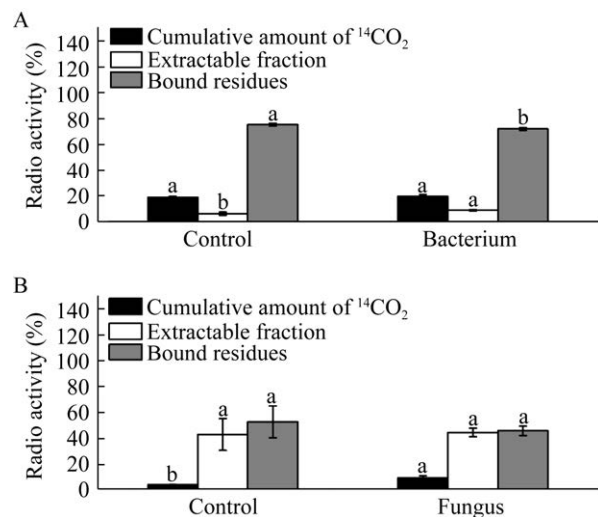 A
140
120
100
80
60
40
20
0
Radio activity (%)
Cumulative amount of ¹⁴CO₂
Extractable fraction
Bound residues
a b a
a a b
Control Bacterium
B
140
120
100
80
60
40
20
0
Radio activity (%)
Cumulative amount of ¹⁴CO₂
Extractable fraction
Bound residues
b a a
a a a
Control Fungus